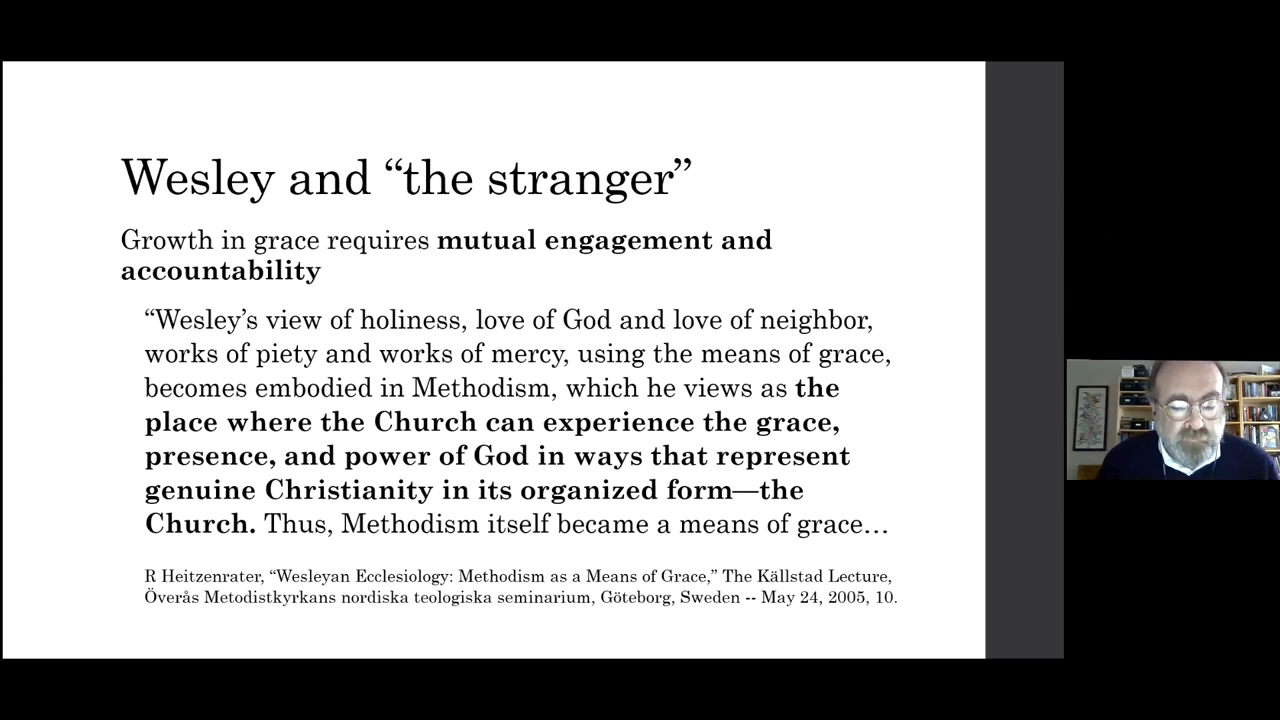 Wesley and “the stranger”
Growth in grace requires mutual engagement and
accountability
“Wesley’s view of holiness, love of God and love of neighbor,
works of piety and works of mercy, using the means of grace,
becomes embodied in Methodism, which he views as the
place where the Church can experience the grace,
presence, and power of God in ways that represent
genuine Christianity in its organized form—the
Church. Thus, Methodism itself became a means of grace…
R Heitzenrater, “Wesleyan Ecclesiology: Methodism as a Means of Grace,” The Källstad Lecture,
Överås Metodistkyrkans nordiska teologiska seminarium, Göteborg, Sweden -- May 24, 2005, 10.